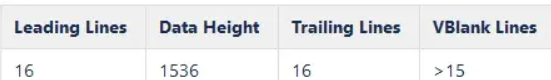 Leading Lines Data Height Trailing Lines VBlank Lines
16 1536 16 >15